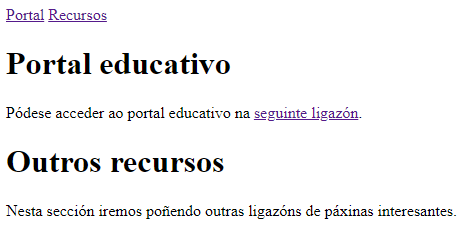 Portal Recursos
Portal educativo
Pódese acceder ao portal educativo na seguinte ligazón.
Outros recursos
Nesta sección iremos poñendo outras ligazóns de páxinas interesantes.